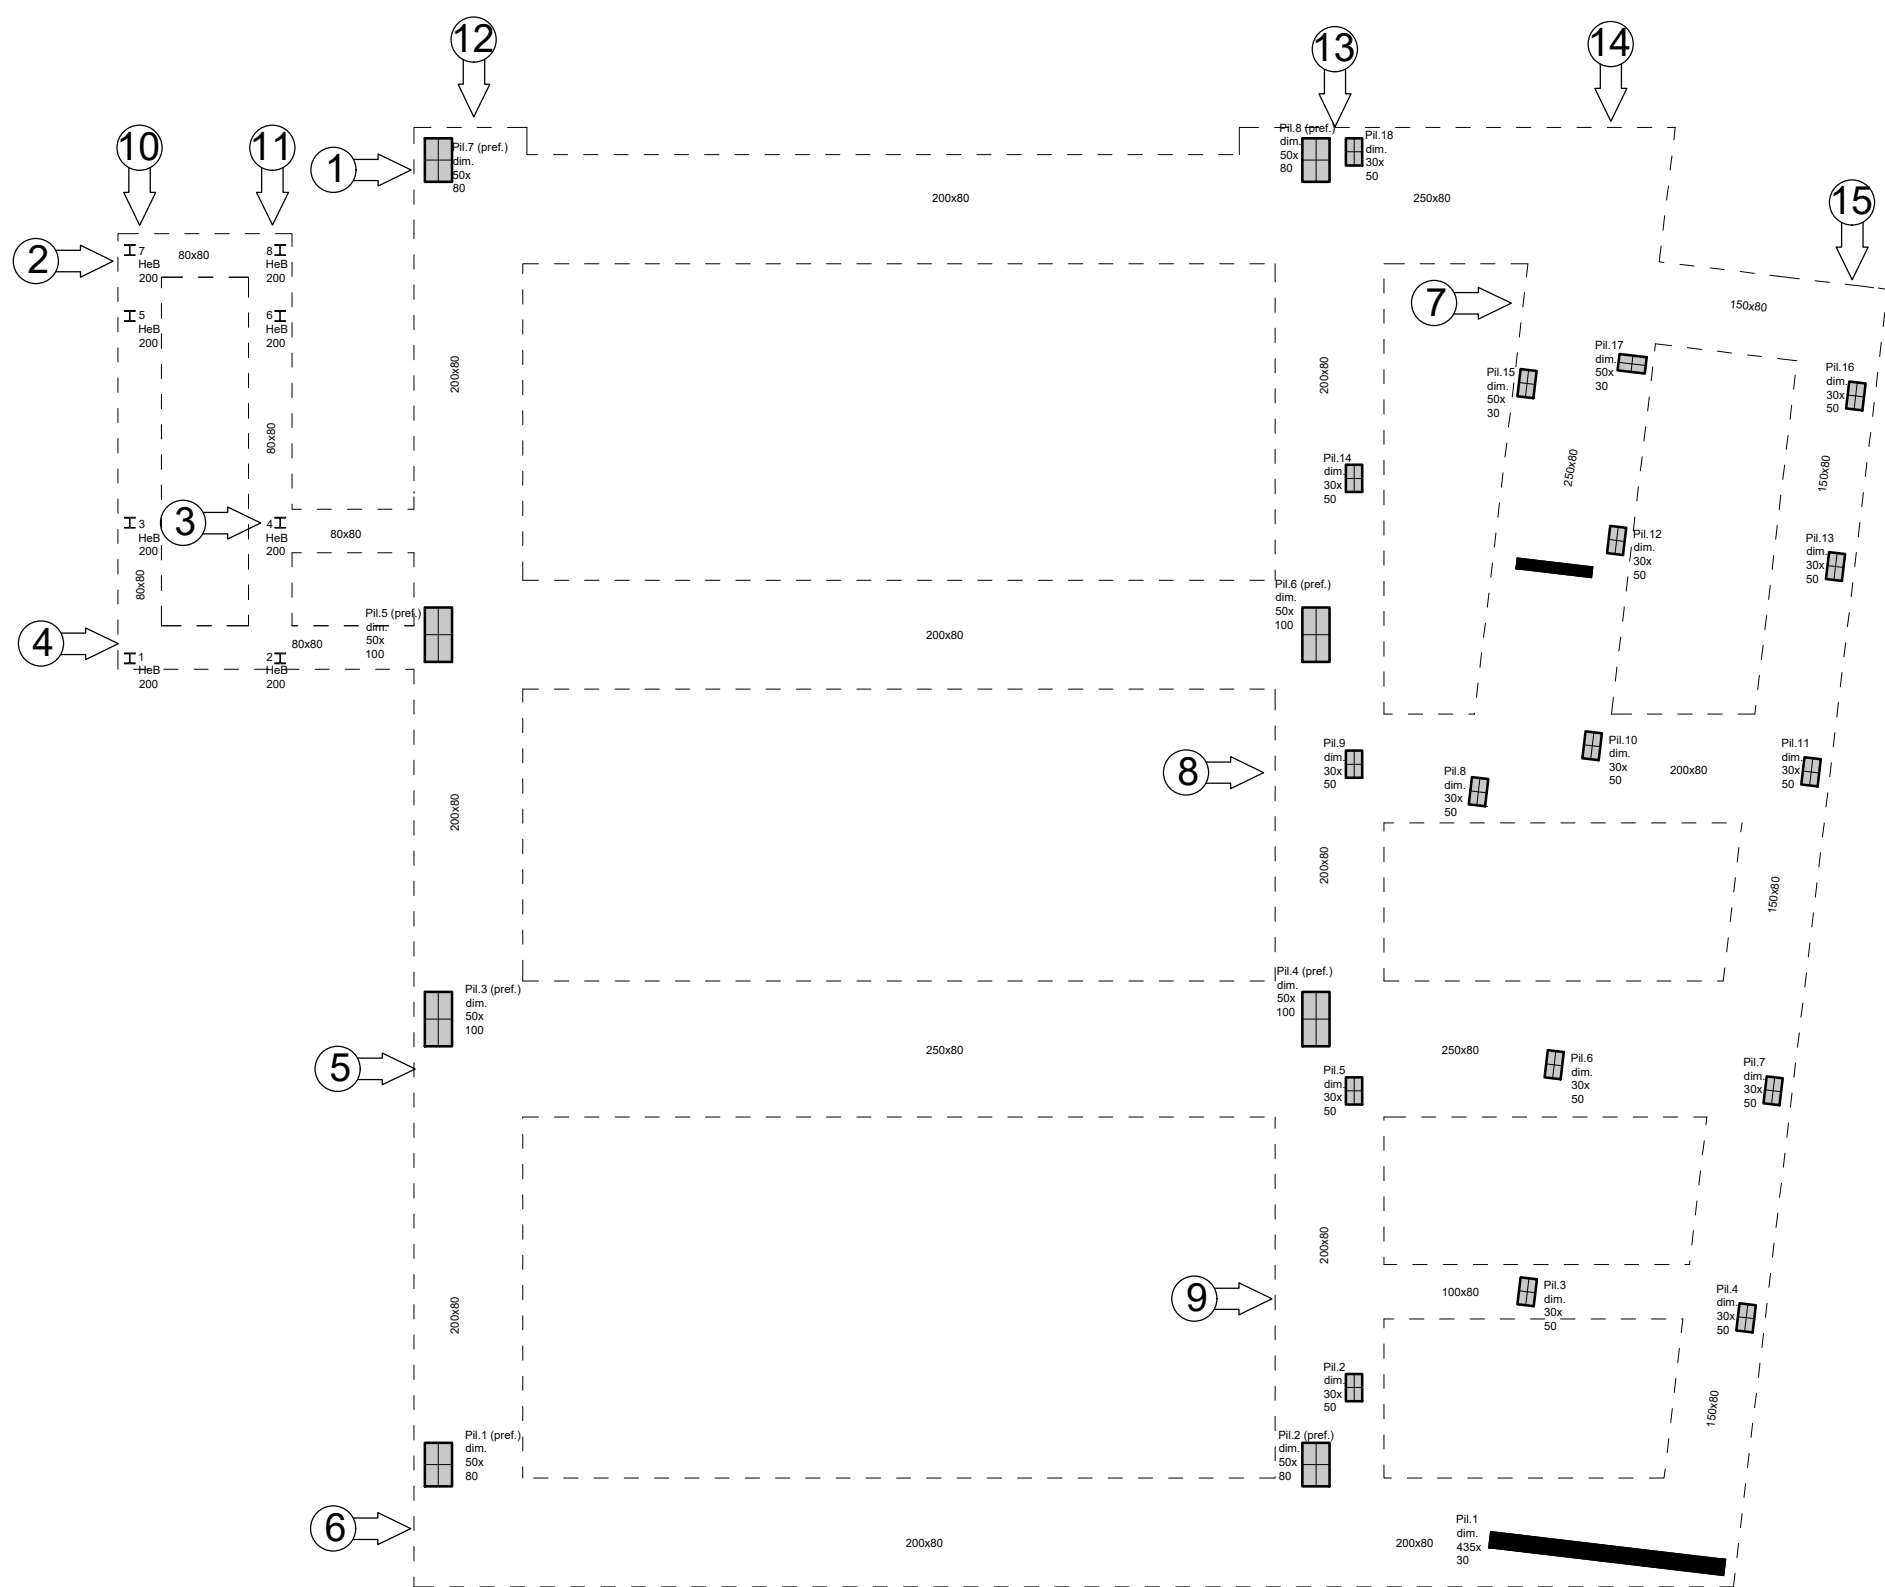 12
13
14
10
11
1
Pil.7 (pref.)
dim.
50x
80
Pil.8 (pref.)
dim.
50x
80
Pil.18
dim.
30x
50
15
200x80
250x80
2
7
HeB
200
80x80
8
HeB
200
5
HeB
200
6
HeB
200
7
150x80
200x80
200x80
Pil.15
dim.
50x
30
Pil.17
dim.
50x
30
Pil.16
dim.
30x
50
80x80
Pil.14
dim.
30x
50
250x80
150x80
3
HeB
200
3
4
HeB
200
80x80
Pil.12
dim.
30x
50
Pil.13
dim.
30x
50
80x80
Pil.5 (pref.)
dim.
50x
100
Pil.6 (pref.)
dim.
50x
100
4
1
HeB
200
2
HeB
200
80x80
200x80
8
Pil.9
dim.
30x
50
Pil.8
dim.
30x
50
Pil.10
dim.
30x
50
200x80
Pil.11
dim.
30x
50
200x80
200x80
150x80
Pil.3 (pref.)
dim.
50x
100
Pil.4 (pref.)
dim.
50x
100
5
250x80
250x80
Pil.5
dim.
30x
50
Pil.6
dim.
30x
50
Pil.7
dim.
30x
50
200x80
200x80
9
100x80
Pil.3
dim.
30x
50
Pil.4
dim.
30x
50
Pil.2
dim.
30x
50
150x80
Pil.1 (pref.)
dim.
50x
80
Pil.2 (pref.)
dim.
50x
80
6
200x80
200x80
Pil.1
dim.
435x
30